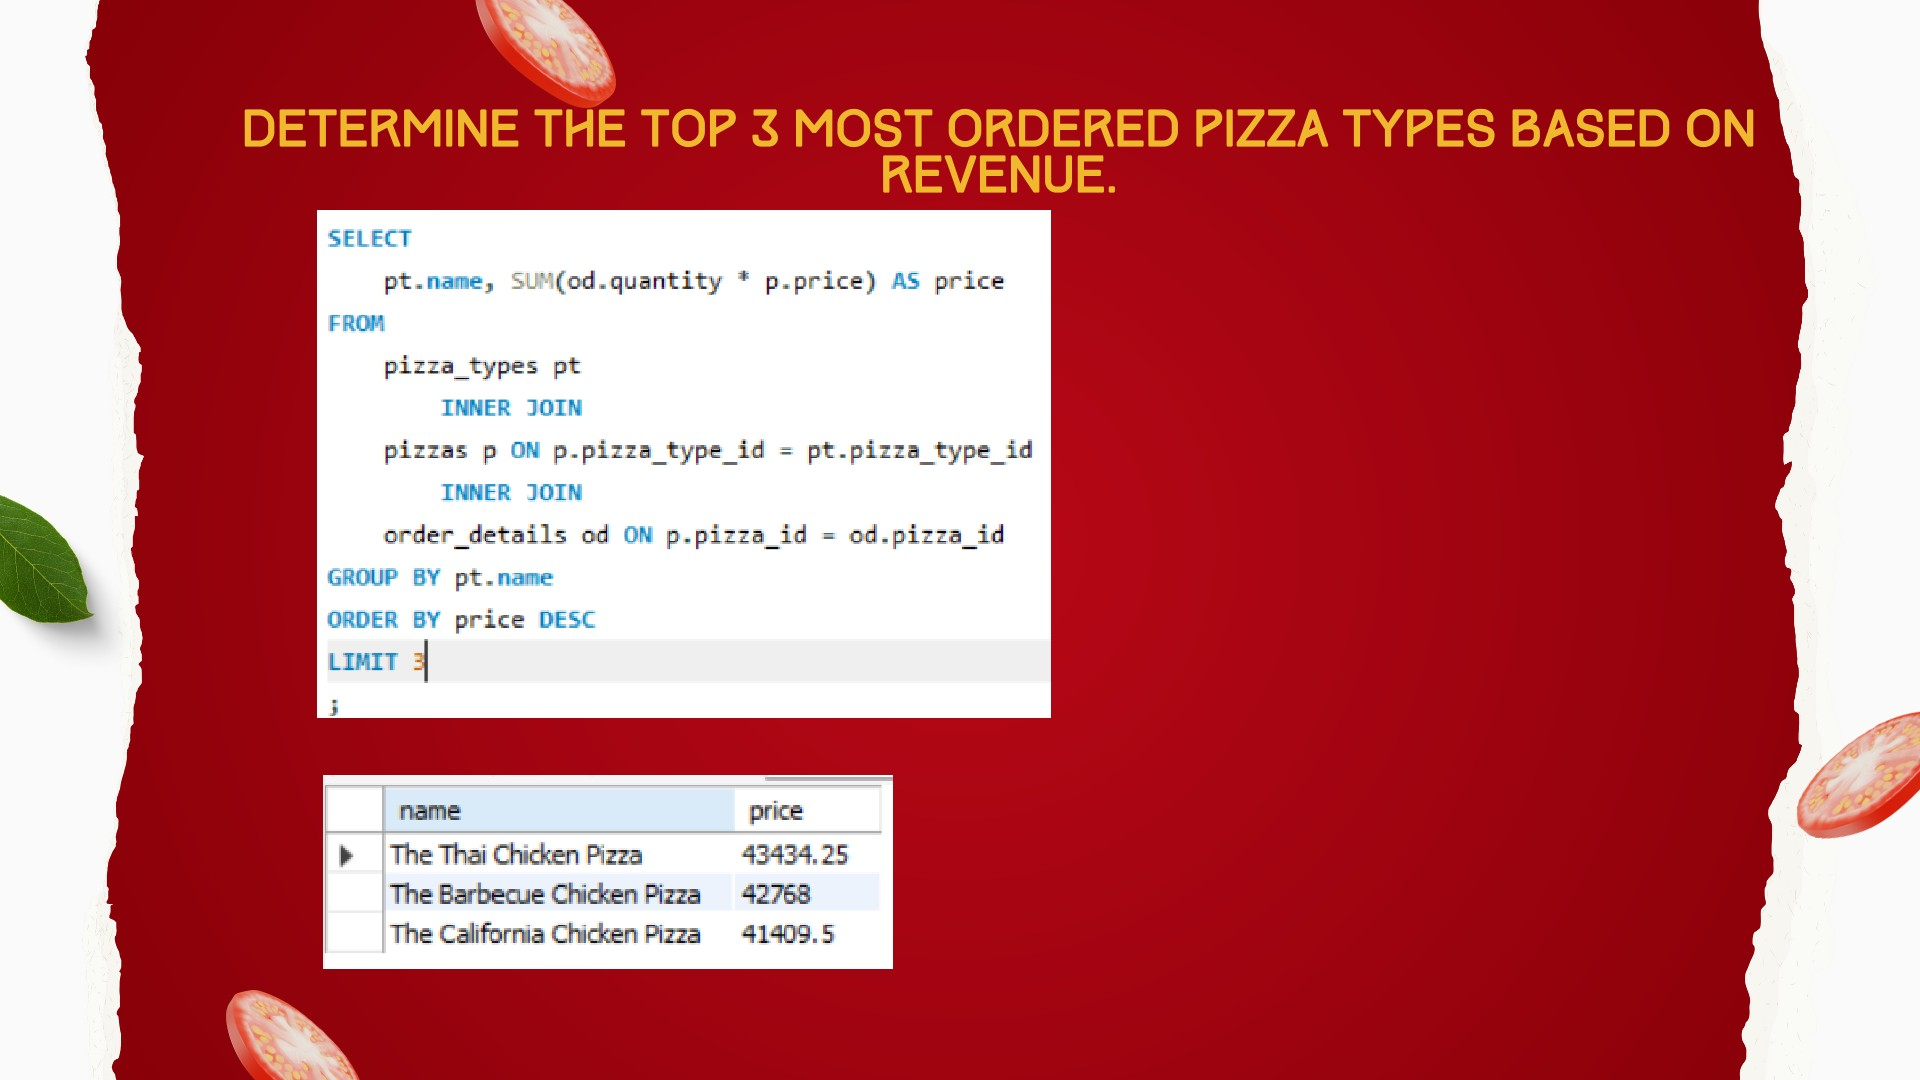 DETERMINE THE TOP 3 MOST ORDERED PIZZA TYPES BASED ON
REVENUE.
SELECT
pt.name, SUM(od.quantity * p.price) AS price
FROM
pizza_types pt
INNER JOIN
pizzas p ON p.pizza_type_id = pt.pizza_type_id
INNER JOIN
order_details od ON p.pizza_id = od.pizza_id
GROUP BY pt.name
ORDER BY price DESC
LIMIT 3
;
name price
The Thai Chicken Pizza 43434.25
The Barbecue Chicken Pizza 42768
The California Chicken Pizza 41409.5